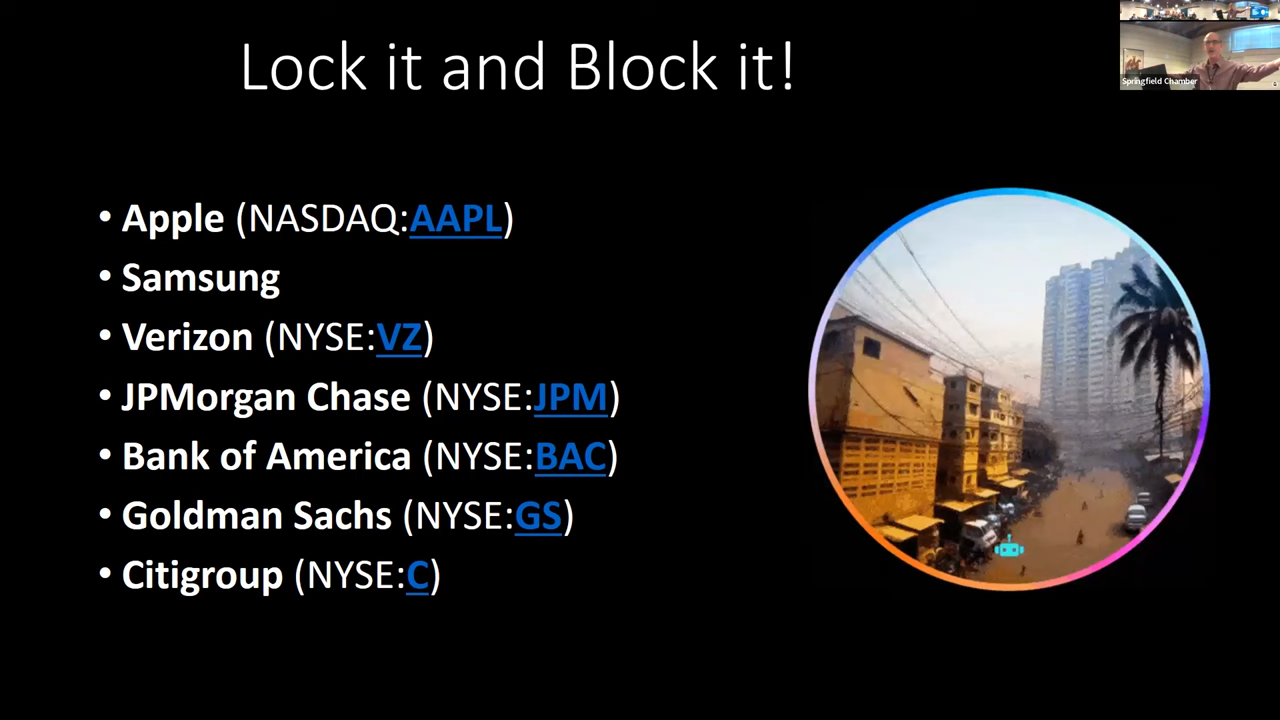 Lock it and Block it!
Springfield Chamber
• Apple (NASDAQ:AAPL)
• Samsung
• Verizon (NYSE:VZ)
• JPMorgan Chase (NYSE:JPM)
• Bank of America (NYSE:BAC)
• Goldman Sachs (NYSE:GS)
• Citigroup (NYSE:C)